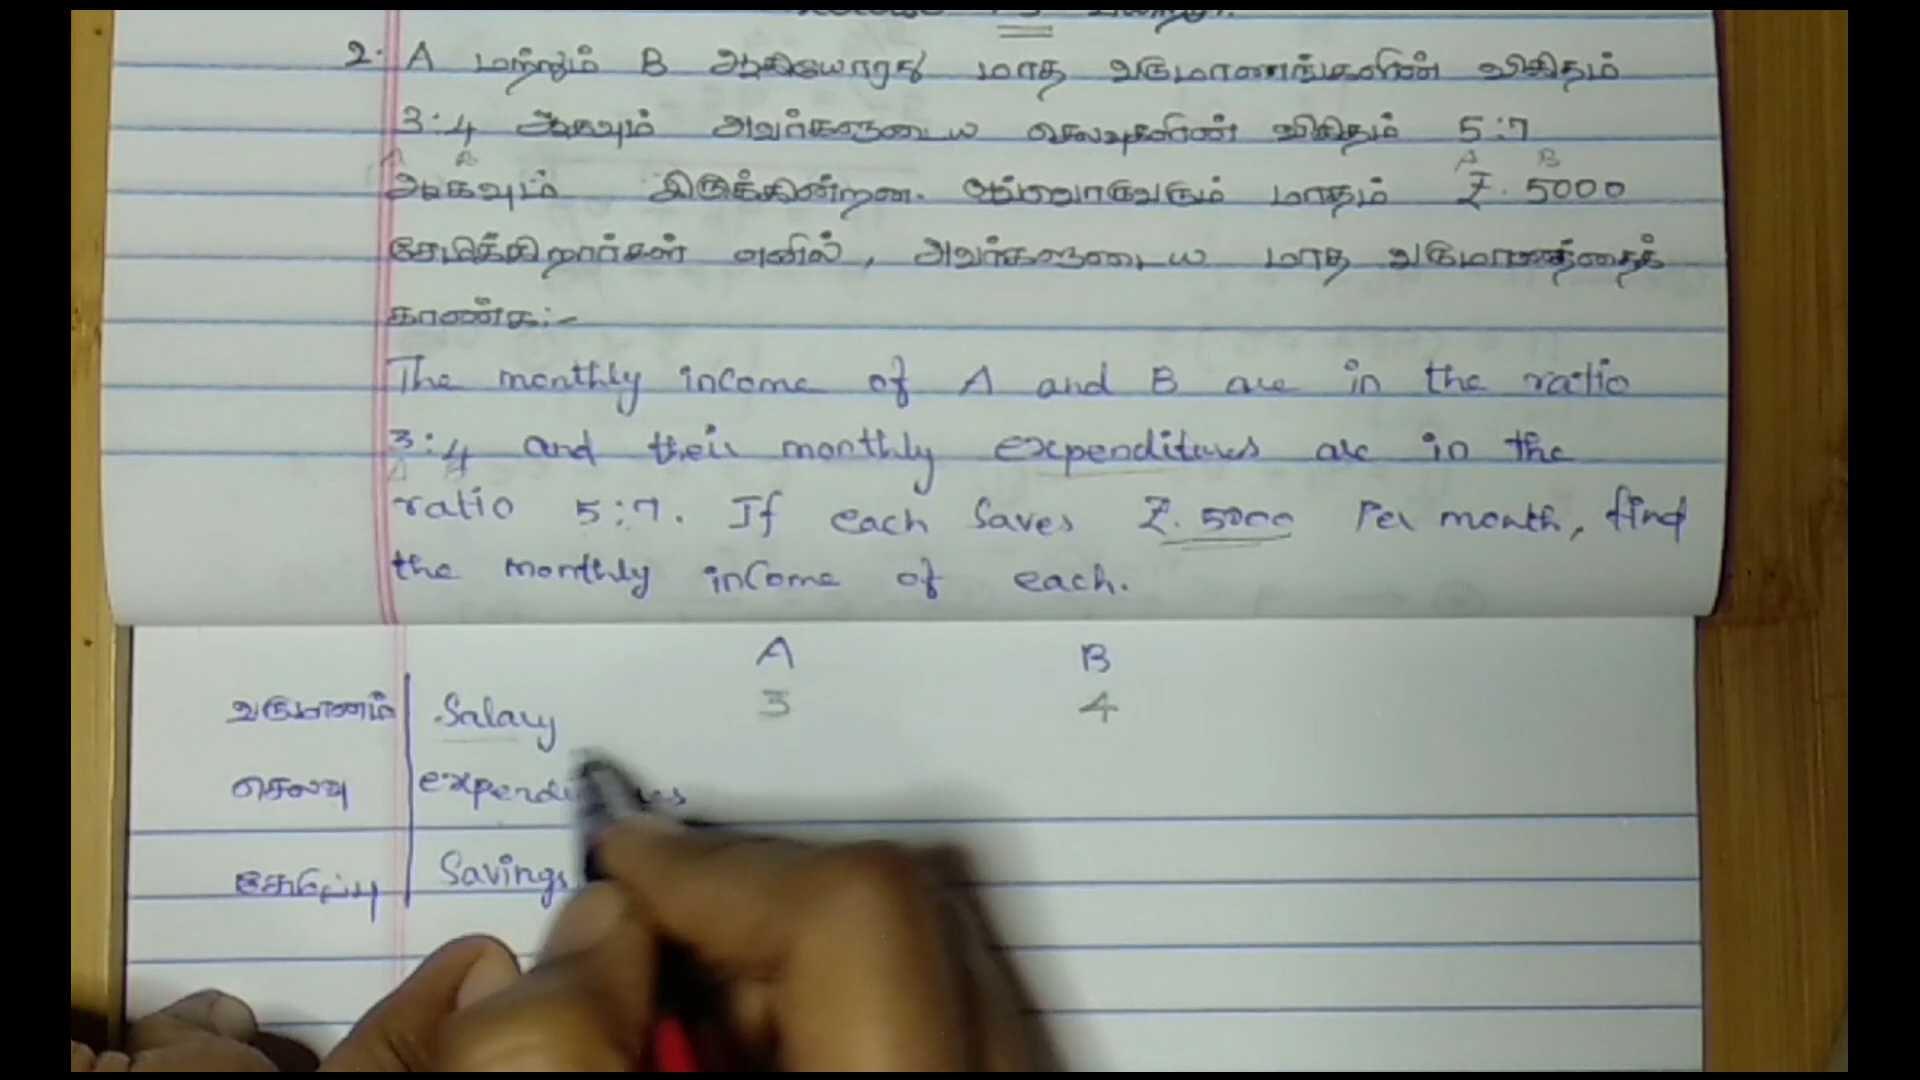 2. A மற்றும் B ஆகியோரது மாத வருமானங்களின் விகிதம்
3:4 ஆகவும் அவர்களுடைய செலவுகளின் விகிதம் 5:7
A B A B
ஆகவும் இருக்கின்றன. ஒவ்வொருவரும் மாதம் ₹. 5000
சேமிக்கிறார்கள் எனில், அவர்களுடைய மாத வருமானத்தைக்
காண்க:-
The monthly income of A and B are in the ratio
3:4 and their monthly expenditures are in the
ratio 5:7. If each saves ₹. 5000 Per month, find
the monthly income of each.
A B
வருமானம் Salary 3 4
செலவு
சேமிப்பு Savings